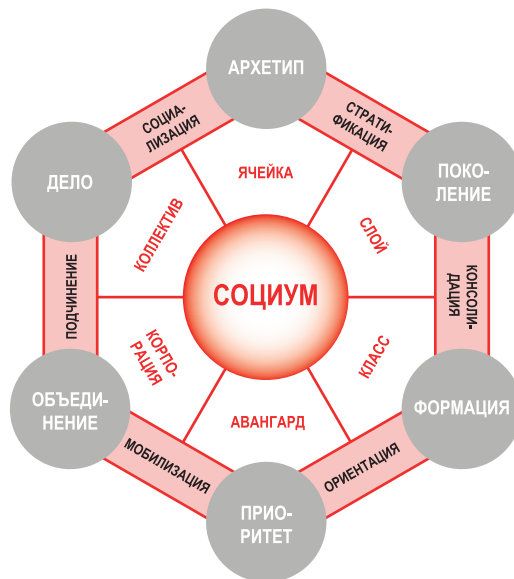 АРХЕТИП
СОЦИА-
ЛИЗАЦИЯ
СТРАТИ-
ФИКАЦИЯ
ДЕЛО
ЯЧЕЙКА
ПОКО-
ЛЕНИЕ
КОЛЛЕКТИВ
СЛОЙ
ПОДЧИНЕНИЕ
СОЦИУМ
КОНСОЛИ-
ДАЦИЯ
КОРПО-
РАЦИЯ
КЛАСС
ОБЪЕДИ-
НЕНИЕ
АВАНГАРД
ФОРМАЦИЯ
МОБИЛИЗАЦИЯ
ОРИЕНТАЦИЯ
ПРИО-
РИТЕТ